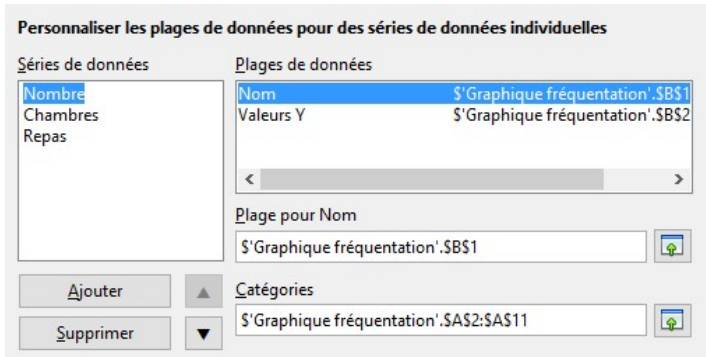 Personnaliser les plages de données pour des séries de données individuelles
Séries de données
Plages de données
Nombre
Chambres
Repas
Nom $'Graphique fréquentation'.$B$1
Valeurs Y $'Graphique fréquentation'.$B$2
Plage pour Nom
$'Graphique fréquentation'.$B$1
Ajouter
Supprimer
Catégories
$'Graphique fréquentation'.$A$2:$A$11